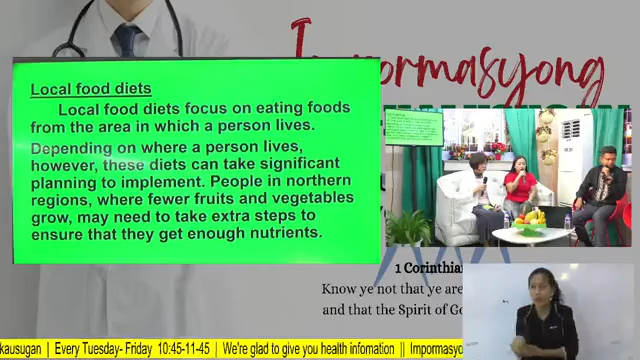 Impormasyong
Local food diets
Local food diets focus on eating foods
from the area in which a person lives.
Depending on where a person lives,
however, these diets can take significant
planning to implement. People in northern
regions, where fewer fruits and vegetables
grow, may need to take extra steps to
ensure that they get enough nutrients.
1 Corinthian
Know ye not that ye are
and that the Spirit of Go
kausugan | Every Tuesday- Friday 10:45-11-45 | We're glad to give you health infomation || Impormasyo